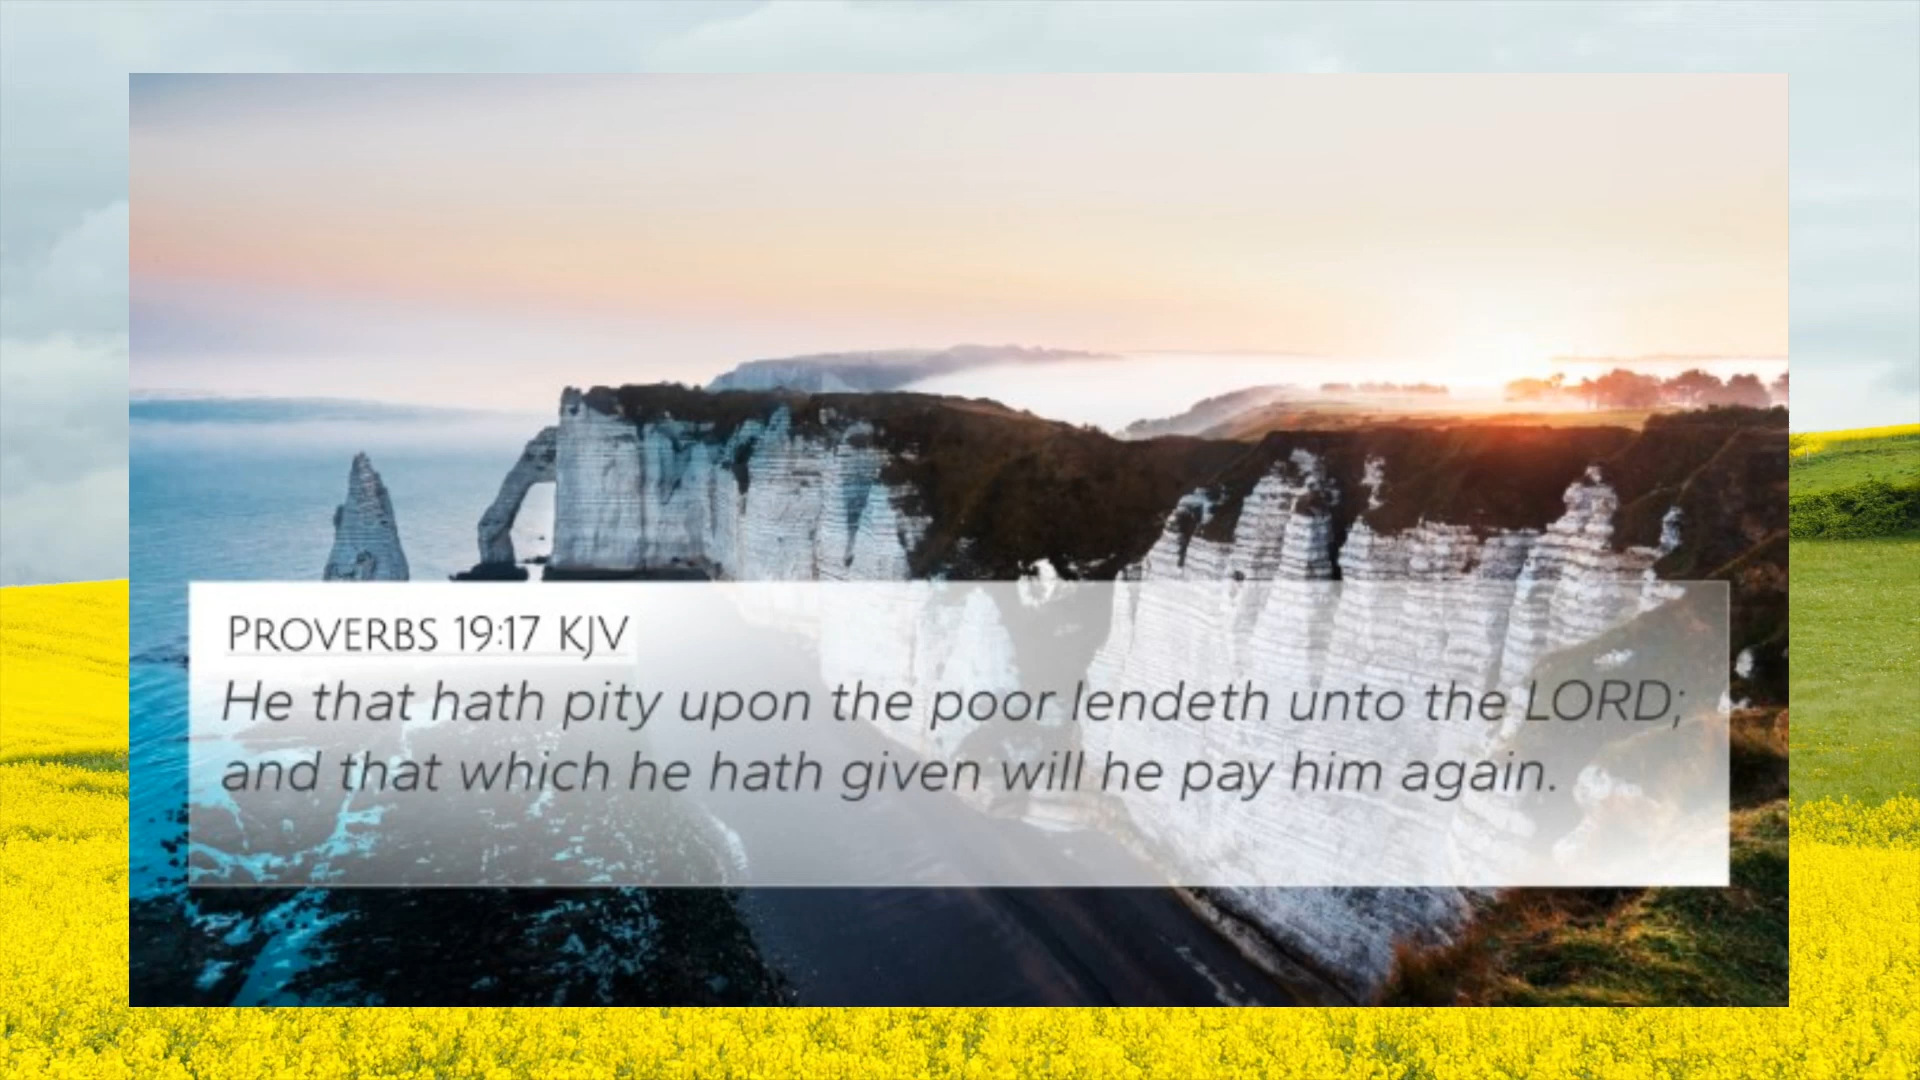 Proverbs 19:17 KJV
He that hath pity upon the poor lendeth unto the LORD;
and that which he hath given will he pay him again.